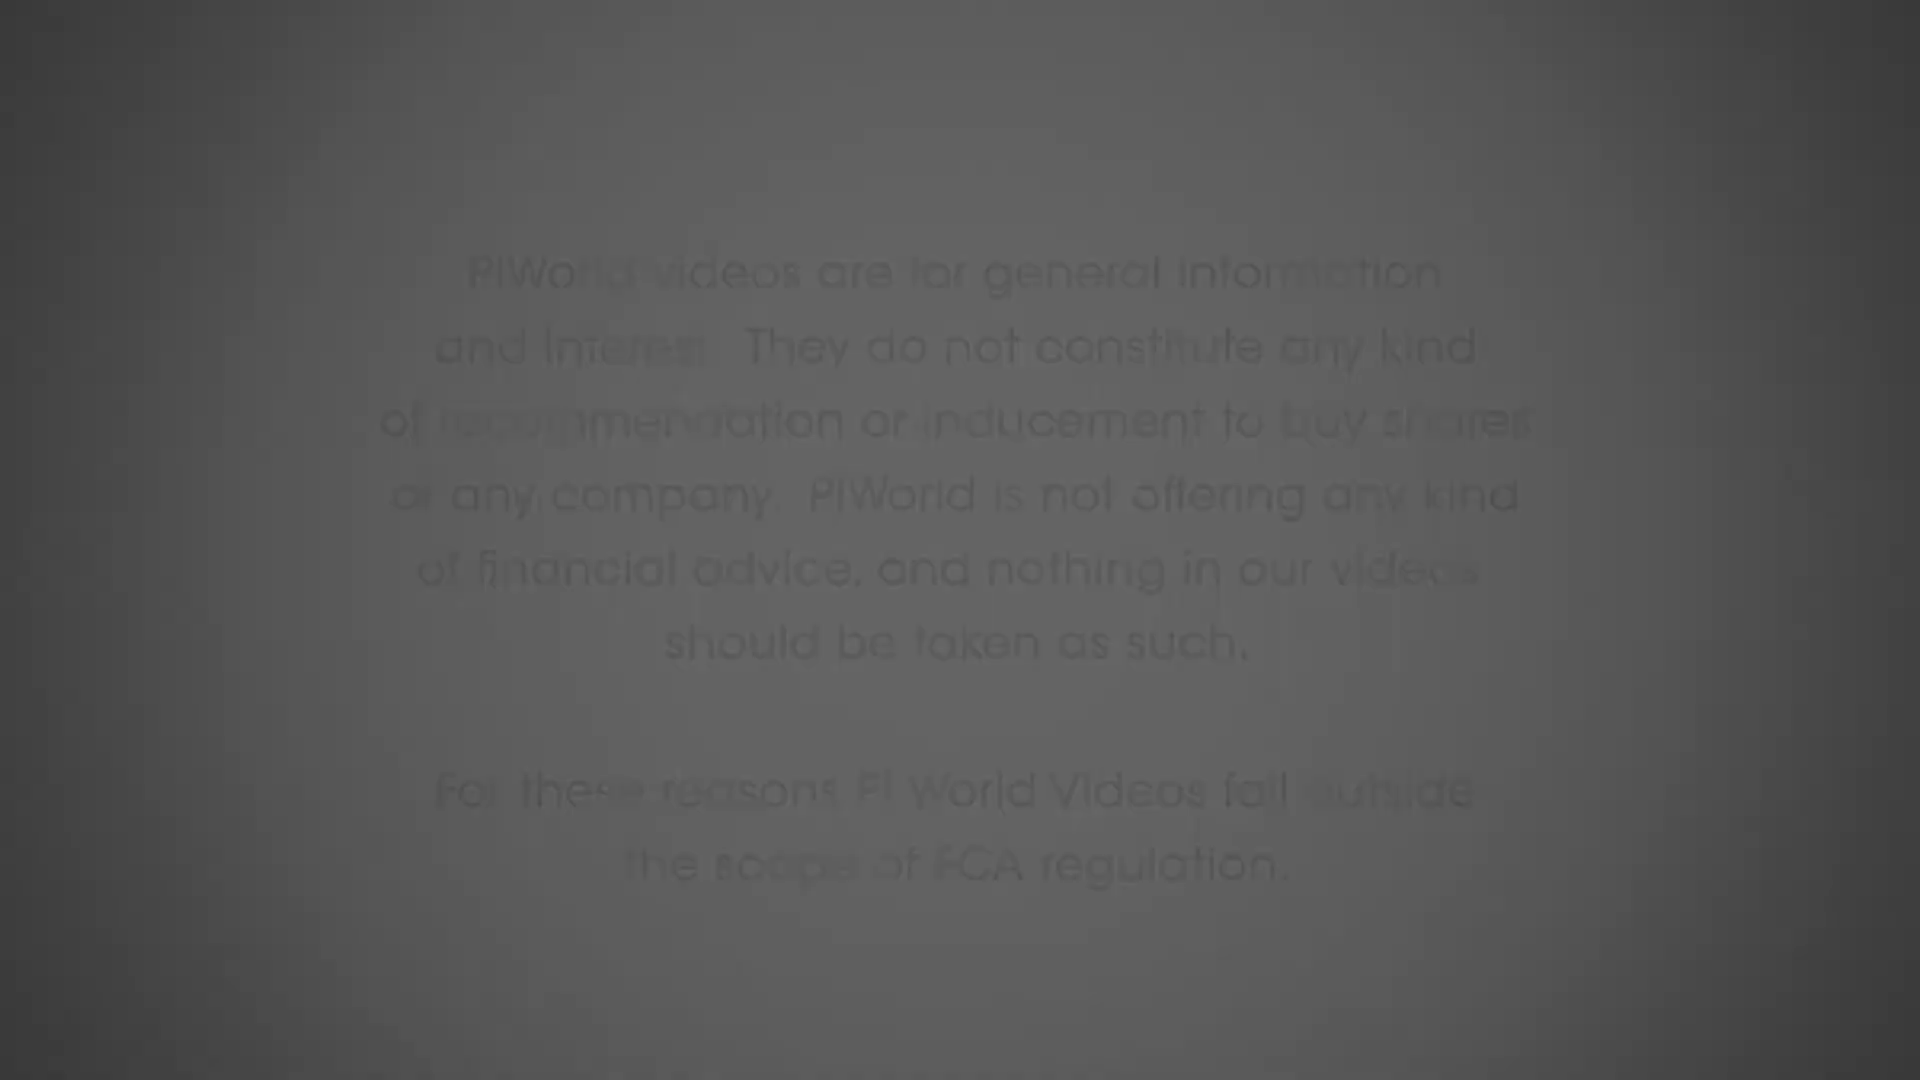 PIWorld videos are for general information
and interest. They do not constitute any kind
of recommendation or inducement to buy shares
or any company. PIWorld is not offering any kind
of financial advice, and nothing in our videos
should be taken as such.
For these reasons PI World Videos fall outside
the scope of FCA regulation.